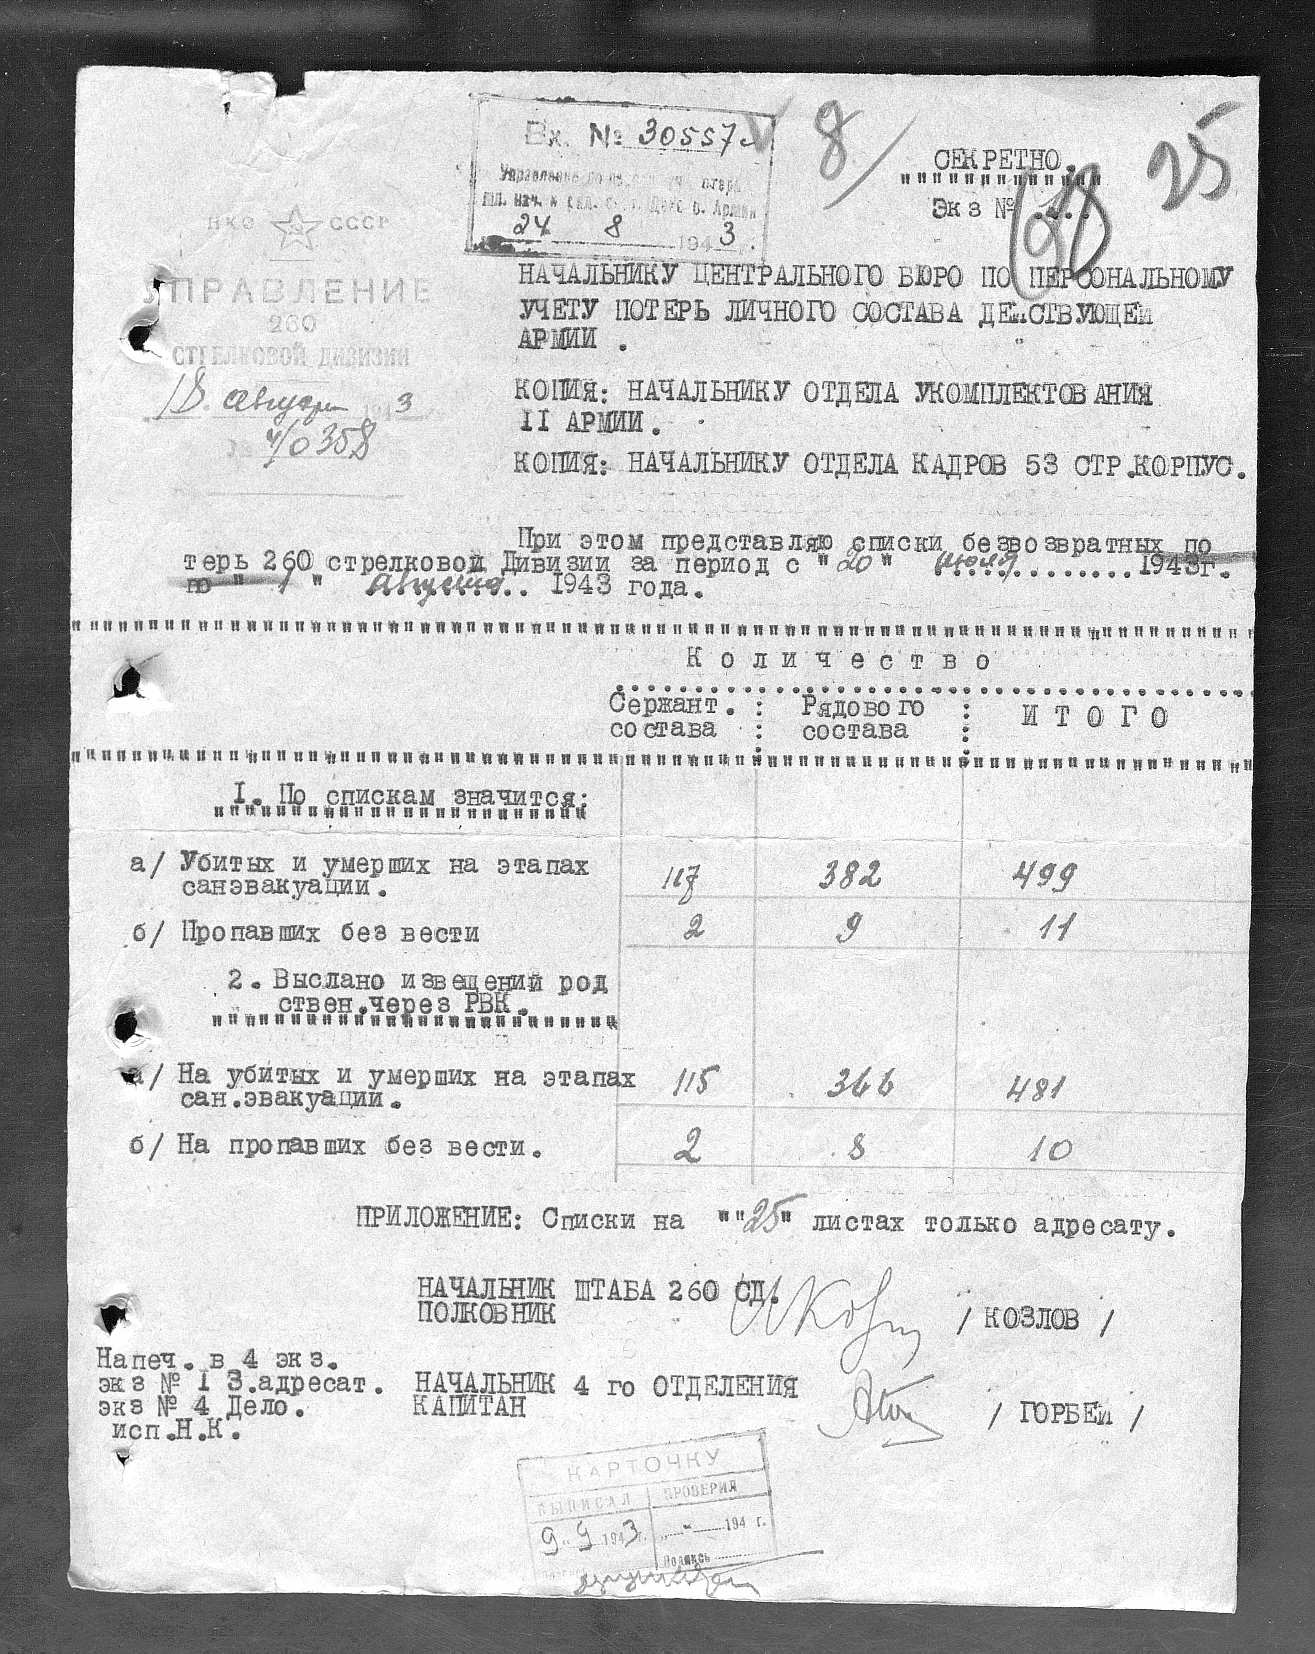 Вх. № 30557с
8/
25
СЕКРЕТНО.
Экз № ....
68
24 8 1943.
НКО СССР
УПРАВЛЕНИЕ
260
СТРЕЛКОВОЙ ДИВИЗИИ
18. августа 1943
№ 4/0358
НАЧАЛЬНИКУ ЦЕНТРАЛЬНОГО БЮРО ПО ПЕРСОНАЛЬНОМУ
УЧЕТУ ПОТЕРЬ ЛИЧНОГО СОСТАВА ДЕЙСТВУЮЩЕЙ
АРМИИ .
КОПИЯ: НАЧАЛЬНИКУ ОТДЕЛА УКОМПЛЕКТОВАНИЯ
II АРМИИ.
КОПИЯ: НАЧАЛЬНИКУ ОТДЕЛА КАДРОВ 53 СТР.КОРПУС.
При этом представляю списки безвозвратных по
терь 260 стрелковой Дивизии за период с "20" июля 1943г.
по " 1 " августа 1943 года.
Количество
Сержант. : Рядового : ИТОГО
состава : состава :
I. По спискам значится:
а/ Убитых и умерших на этапах
санэвакуации. 117 382 499
б/ Пропавших без вести 2 9 11
2. Выслано извещений род
ствен.через РВК.
а/ На убитых и умерших на этапах
сан.эвакуации. 115 366 481
б/ На пропавших без вести. 2 8 10
ПРИЛОЖЕНИЕ: Списки на ""25" листах только адресату.
НАЧАЛЬНИК ШТАБА 260 СД.
ПОЛКОВНИК / КОЗЛОВ /
Напеч. в 4 экз.
экз № I 3.адресат.
экз № 4 Дело.
исп.Н.К.
НАЧАЛЬНИК 4 го ОТДЕЛЕНИЯ
КАПИТАН / ГОРБЕЙ /
КАРТОЧКУ
ВЫПИСАЛ ПРОВЕРИЛ
9 " 9 1943 г. " - 194 г.
Подпись